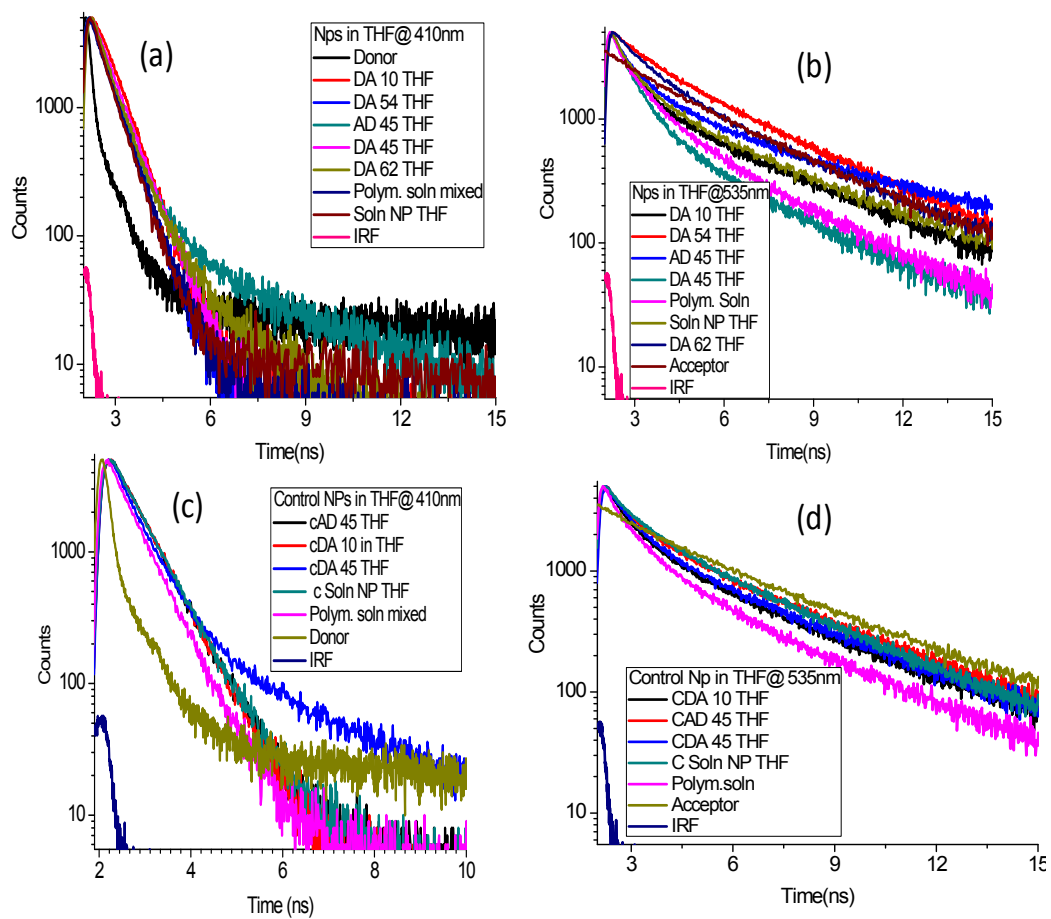 (a)
Nps in THF@ 410nm
Donor
DA 10 THF
DA 54 THF
AD 45 THF
DA 45 THF
DA 62 THF
Polym. soln mixed
Soln NP THF
IRF
Counts
1000
100
10
3 6 9 12 15
Time(ns)
(b)
Nps in THF@535nm
DA 10 THF
DA 54 THF
AD 45 THF
DA 45 THF
Polym. Soln
Soln NP THF
DA 62 THF
Acceptor
IRF
Counts
1000
100
10
3 6 9 12 15
Time(ns)
(c)
Control NPs in THF@ 410nm
cAD 45 THF
cDA 10 in THF
cDA 45 THF
c Soln NP THF
Polym. soln mixed
Donor
IRF
Counts
1000
100
10
2 4 6 8 10
Time (ns)
(d)
Control Np in THF@ 535nm
CDA 10 THF
CAD 45 THF
CDA 45 THF
C Soln NP THF
Polym.soln
Acceptor
IRF
Counts
1000
100
10
3 6 9 12 15
Time(ns)